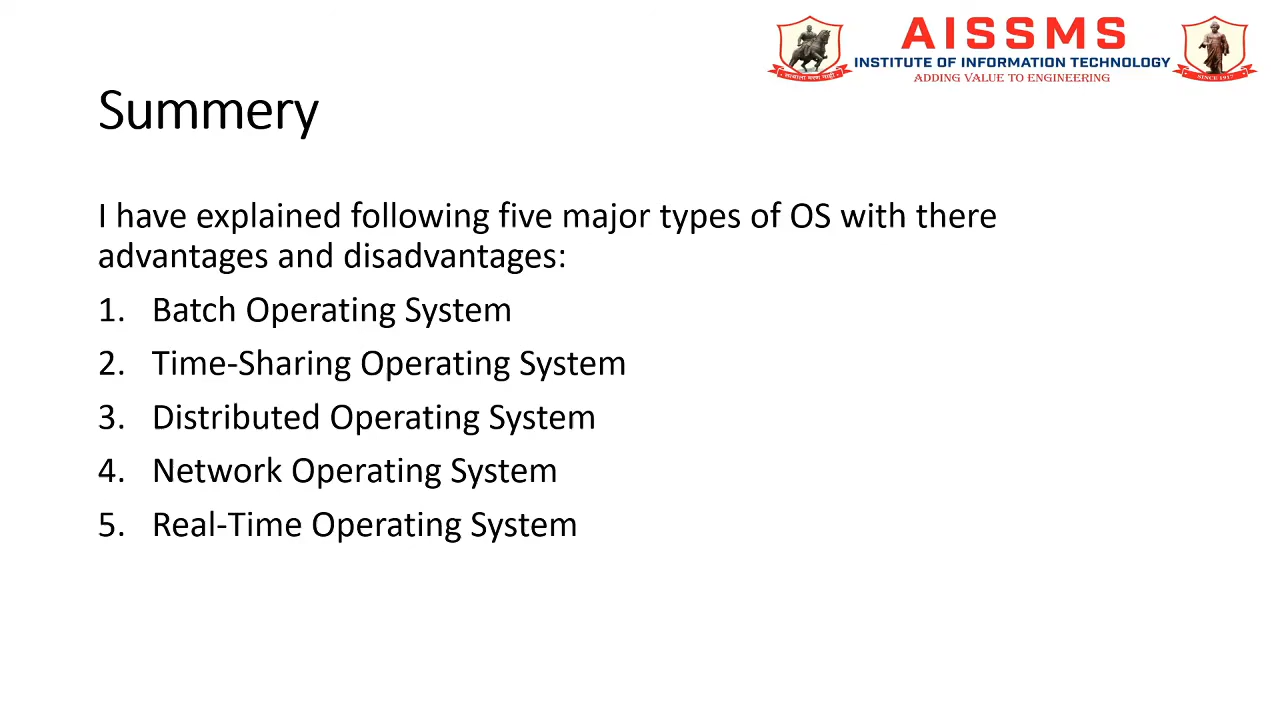 AISSMS
INSTITUTE OF INFORMATION TECHNOLOGY
ADDING VALUE TO ENGINEERING
SINCE 1917
Summery
I have explained following five major types of OS with there
advantages and disadvantages:
1. Batch Operating System
2. Time-Sharing Operating System
3. Distributed Operating System
4. Network Operating System
5. Real-Time Operating System